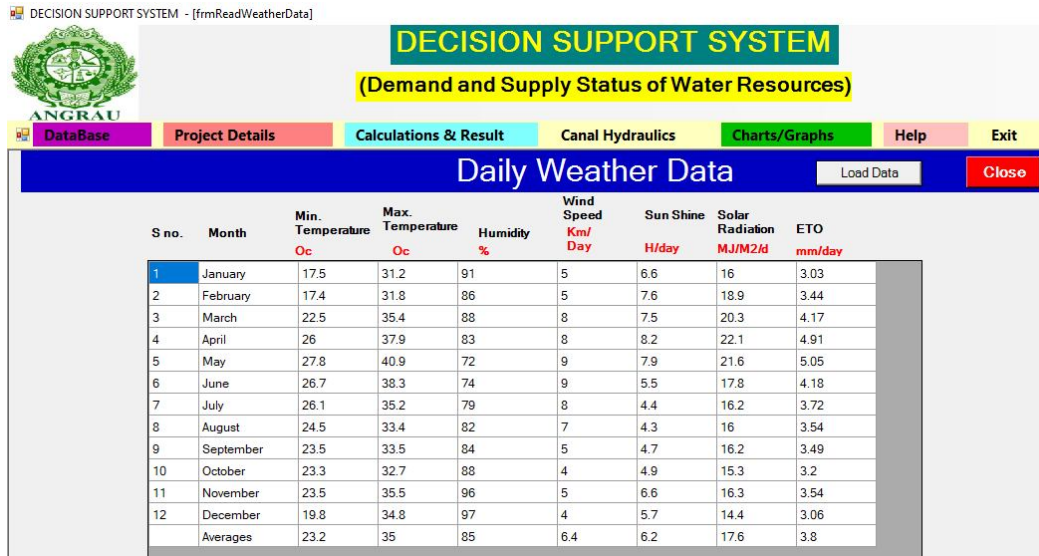 DECISION SUPPORT SYSTEM - [frmReadWeatherData]
DECISION SUPPORT SYSTEM
(Demand and Supply Status of Water Resources)
ANGRAU
DataBase Project Details Calculations & Result Canal Hydraulics Charts/Graphs Help Exit
Daily Weather Data Load Data Close
S no. Month Min. Temperature Oc Max. Temperature Oc Humidity % Wind Speed Km/ Day Sun Shine H/day Solar Radiation MJ/M2/d ETO mm/day
1 January 17.5 31.2 91 5 6.6 16 3.03
2 February 17.4 31.8 86 5 7.6 18.9 3.44
3 March 22.5 35.4 88 8 7.5 20.3 4.17
4 April 26 37.9 83 8 8.2 22.1 4.91
5 May 27.8 40.9 72 9 7.9 21.6 5.05
6 June 26.7 38.3 74 9 5.5 17.8 4.18
7 July 26.1 35.2 79 8 4.4 16.2 3.72
8 August 24.5 33.4 82 7 4.3 16 3.54
9 September 23.5 33.5 84 5 4.7 16.2 3.49
10 October 23.3 32.7 88 4 4.9 15.3 3.2
11 November 23.5 35.5 96 5 6.6 16.3 3.54
12 December 19.8 34.8 97 4 5.7 14.4 3.06
Averages 23.2 35 85 6.4 6.2 17.6 3.8